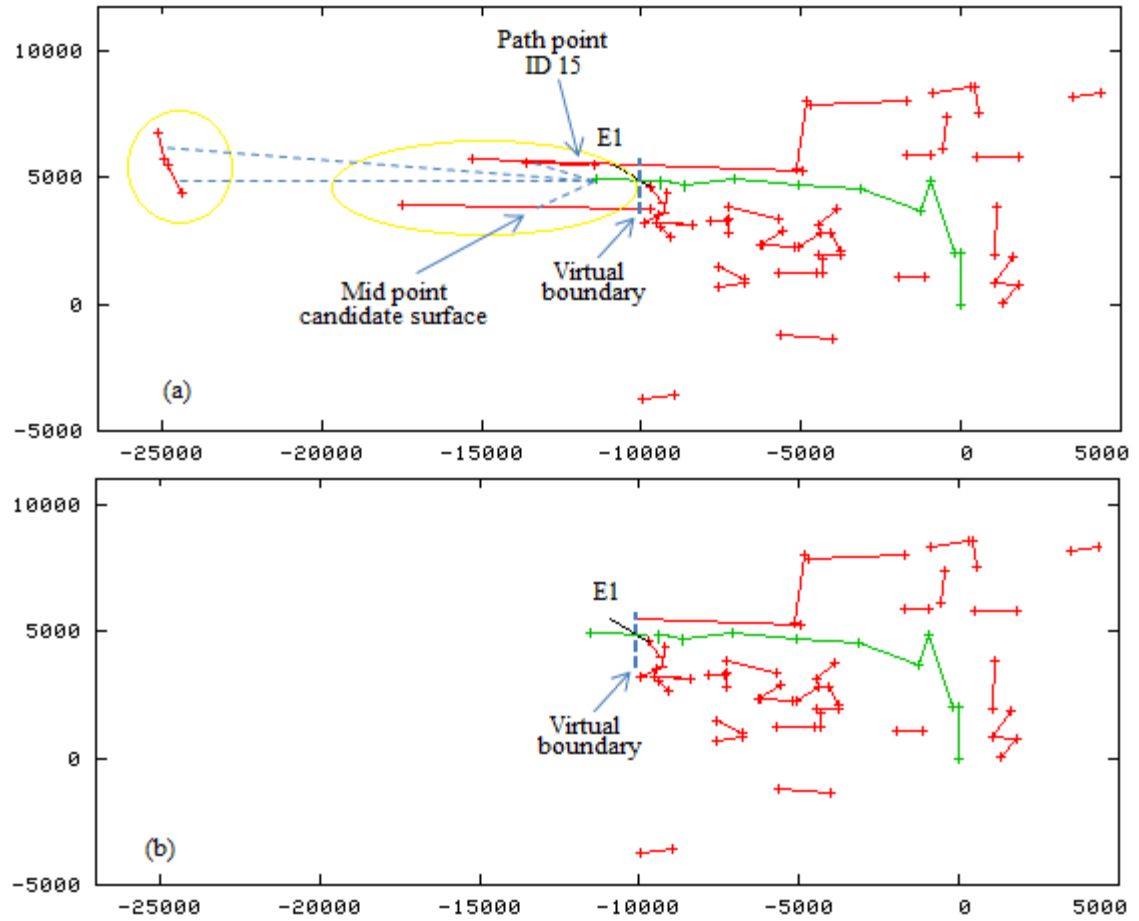 10000
5000
0
-5000
-25000 -20000 -15000 -10000 -5000 0 5000
Path point
ID 15
E1
Virtual
boundary
Mid point
candidate surface
(a)
10000
5000
0
-5000
-25000 -20000 -15000 -10000 -5000 0 5000
E1
Virtual
boundary
(b)